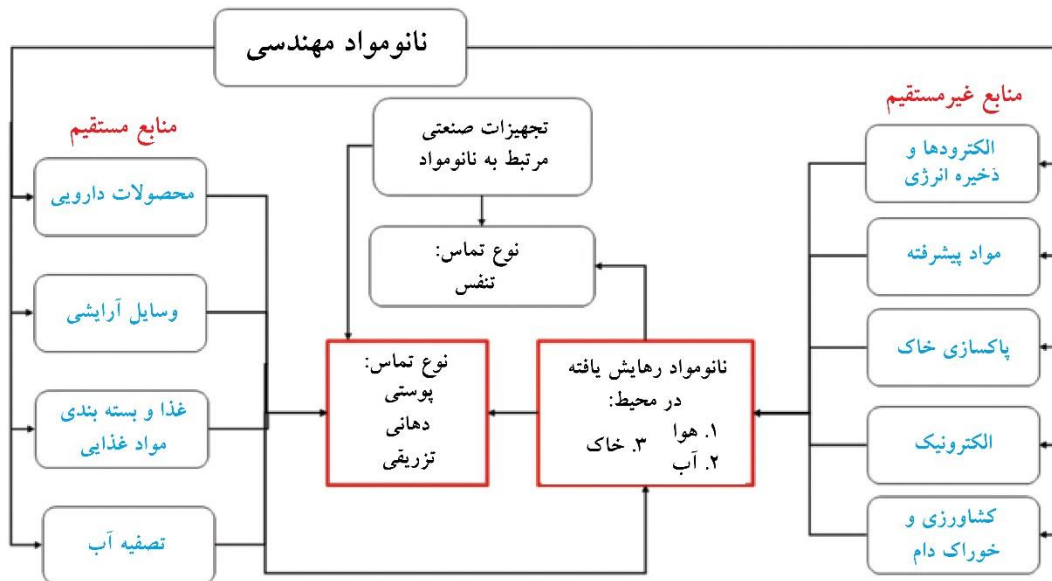 نانومواد مهندسی
منابع غیرمستقیم
الکترودها و
ذخیره انرژی
مواد پیشرفته
پاکسازی خاک
الکترونیک
کشاورزی و
خوراک دام
تجهیزات صنعتی
مرتبط به نانومواد
نوع تماس:
تنفس
نانومواد رهایش یافته
در محیط:
۱. هوا
۲. آب
۳. خاک
نوع تماس:
پوستی
دهانی
تزریقی
منابع مستقیم
محصولات دارویی
وسایل آرایشی
غذا و بسته بندی
مواد غذایی
تصفیه آب